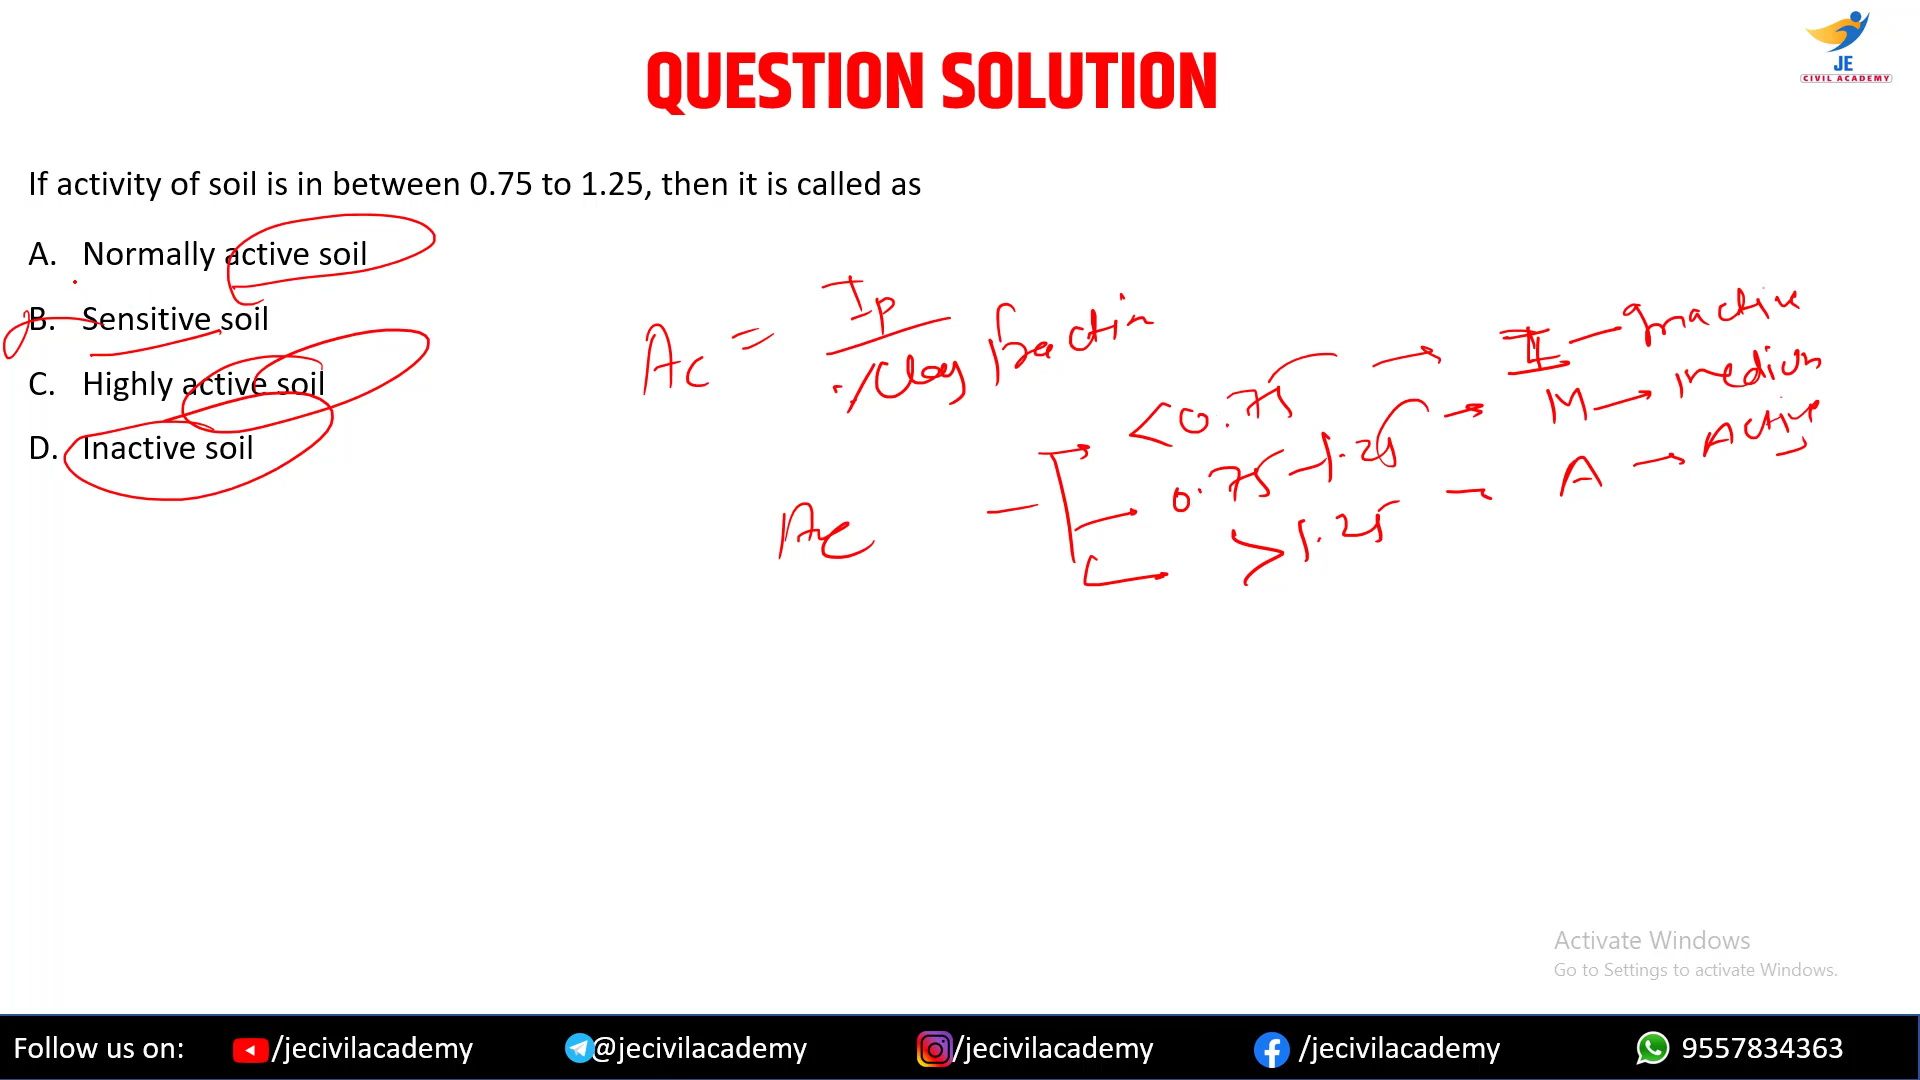 JE
CIVIL ACADEMY
QUESTION SOLUTION
If activity of soil is in between 0.75 to 1.25, then it is called as
A. Normally active soil
B. Sensitive soil
C. Highly active soil
D. Inactive soil
Ac = Ip / % Clay fraction
Ac
<0.75 → I — Inactive
0.75-1.25 → M → medium
>1.25 — A → Active
Activate Windows
Go to Settings to activate Windows.
Follow us on: /jecivilacademy @jecivilacademy /jecivilacademy /jecivilacademy 9557834363